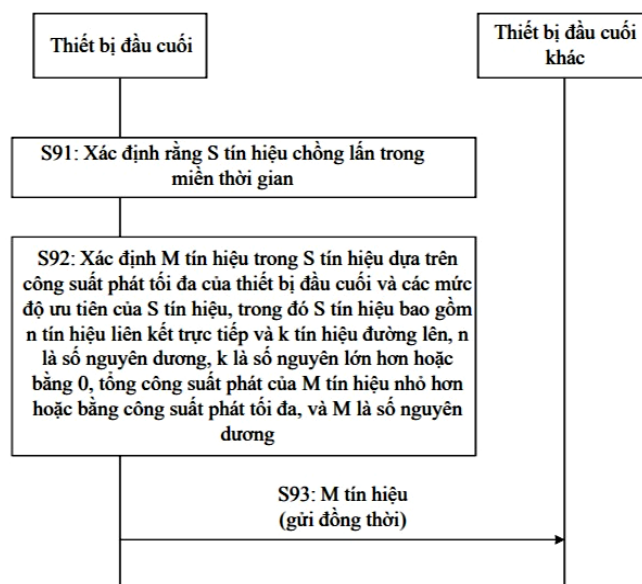 Thiết bị đầu cuối
Thiết bị đầu cuối
khác
S91: Xác định rằng S tín hiệu chồng lấn trong
miền thời gian
S92: Xác định M tín hiệu trong S tín hiệu dựa trên
công suất phát tối đa của thiết bị đầu cuối và các mức
độ ưu tiên của S tín hiệu, trong đó S tín hiệu bao gồm
n tín hiệu liên kết trực tiếp và k tín hiệu đường lên, n
là số nguyên dương, k là số nguyên lớn hơn hoặc
bằng 0, tổng công suất phát của M tín hiệu nhỏ hơn
hoặc bằng công suất phát tối đa, và M là số nguyên
dương
S93: M tín hiệu
(gửi đồng thời)